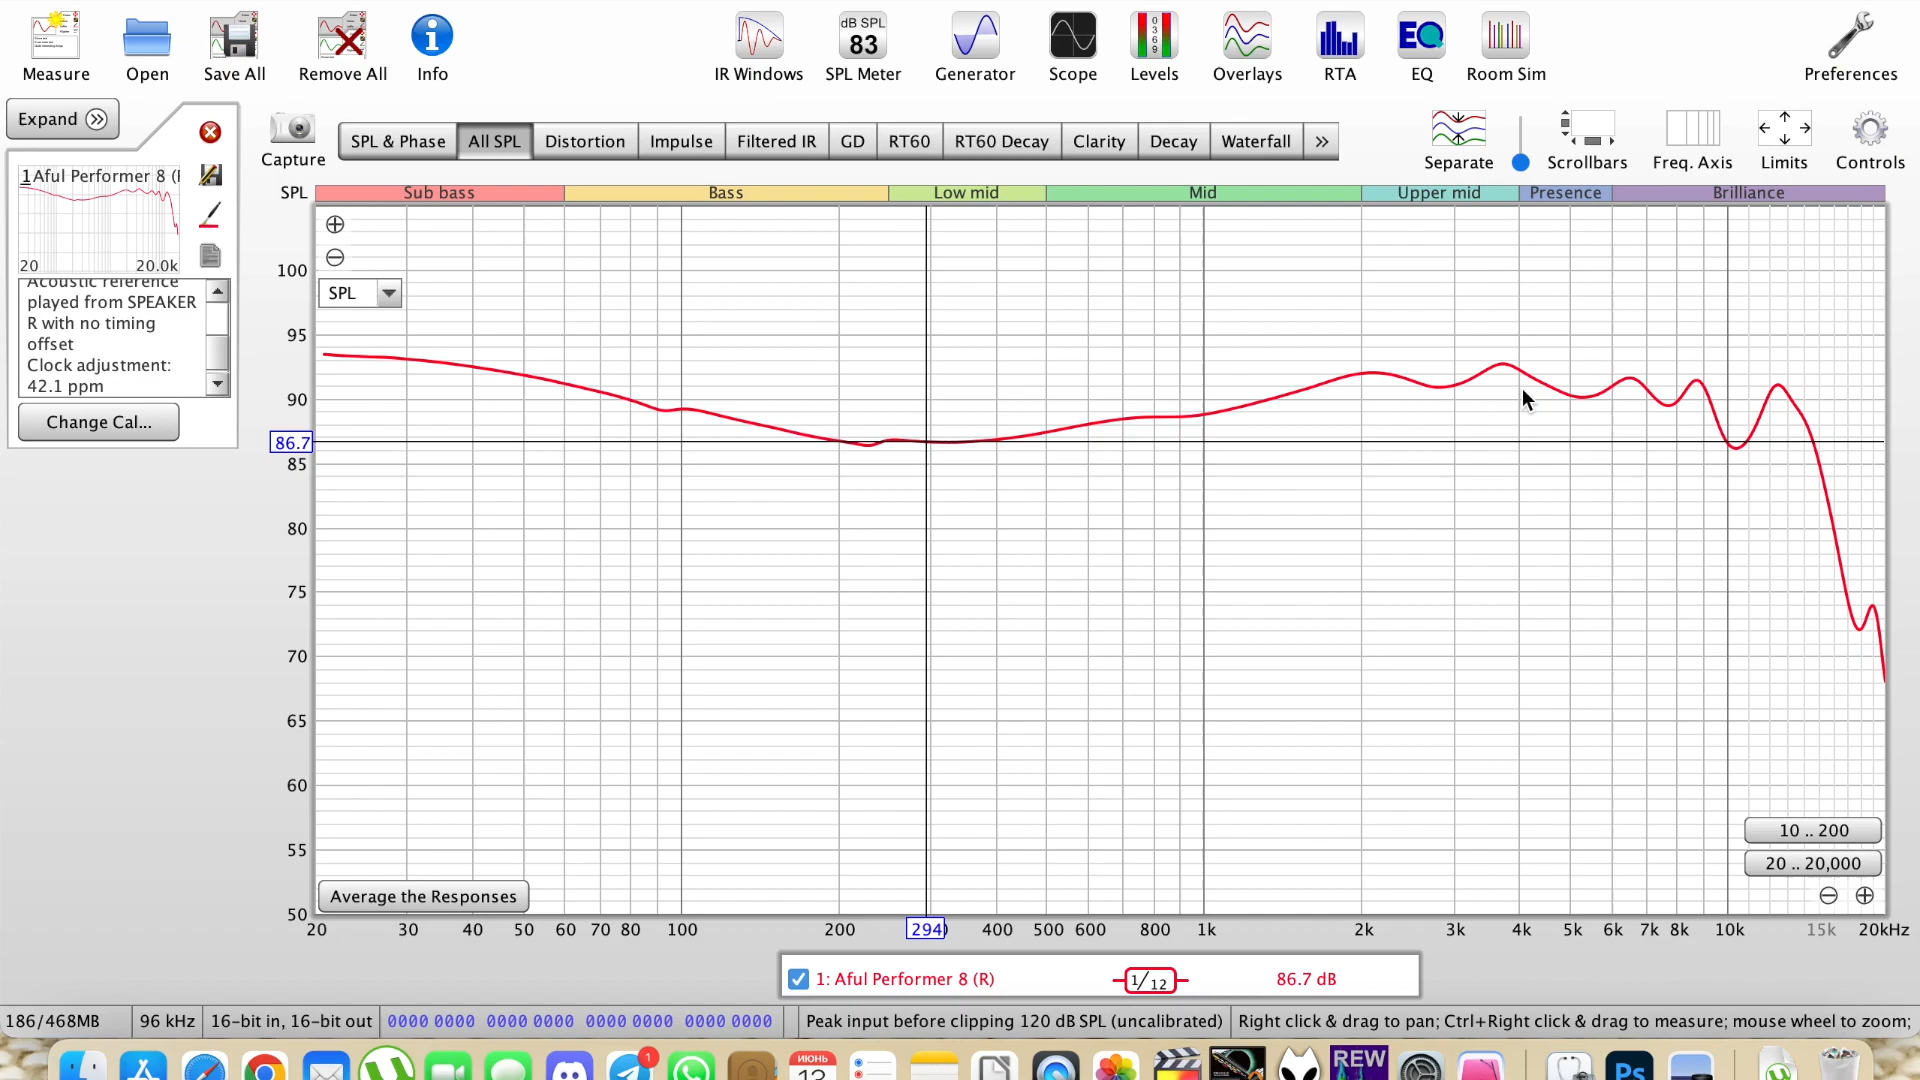 Measure Open Save All Remove All Info IR Windows SPL Meter Generator Scope Levels Overlays RTA EQ Room Sim Preferences
dB SPL
83
0 3 6 9
EQ
Expand
Capture
SPL & Phase All SPL Distortion Impulse Filtered IR GD RT60 RT60 Decay Clarity Decay Waterfall
Separate Scrollbars Freq. Axis Limits Controls
1 Aful Performer 8 (
20 20.0k
Acoustic reference
played from SPEAKER
R with no timing
offset
Clock adjustment:
42.1 ppm
Change Cal...
SPL Sub bass Bass Low mid Mid Upper mid Presence Brilliance
SPL
100
95
90
86.7
85
80
75
70
65
60
55
50
10 .. 200
20 .. 20,000
Average the Responses
20 30 40 50 60 70 80 100 200 294 400 500 600 800 1k 2k 3k 4k 5k 6k 7k 8k 10k 15k 20kHz
1: Aful Performer 8 (R) 1/12 86.7 dB
186/468MB 96 kHz 16-bit in, 16-bit out 0000 0000 0000 0000 0000 0000 0000 0000 Peak input before clipping 120 dB SPL (uncalibrated) Right click & drag to pan; Ctrl+Right click & drag to measure; mouse wheel to zoom;
1
ИЮНЬ
REW
Ps